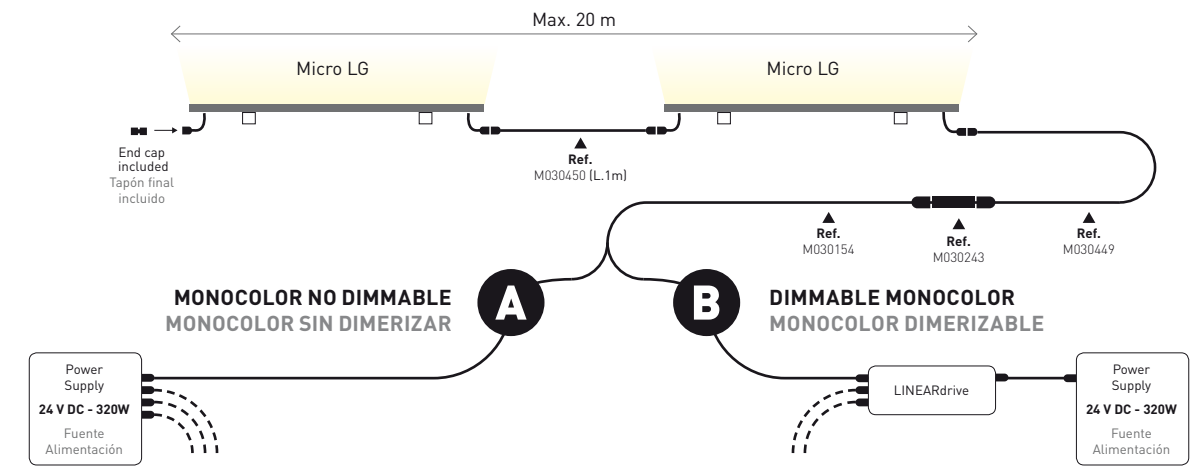 Max. 20 m
Micro LG
Micro LG
End cap
included
Tapón final
incluido
Ref.
M030450 (L.1m)
Ref.
M030154
Ref.
M030243
Ref.
M030449
MONOCOLOR NO DIMMABLE
MONOCOLOR SIN DIMERIZAR
A
B
DIMMABLE MONOCOLOR
MONOCOLOR DIMERIZABLE
Power
Supply
24 V DC - 320W
Fuente
Alimentación
LINEARdrive
Power
Supply
24 V DC - 320W
Fuente
Alimentación